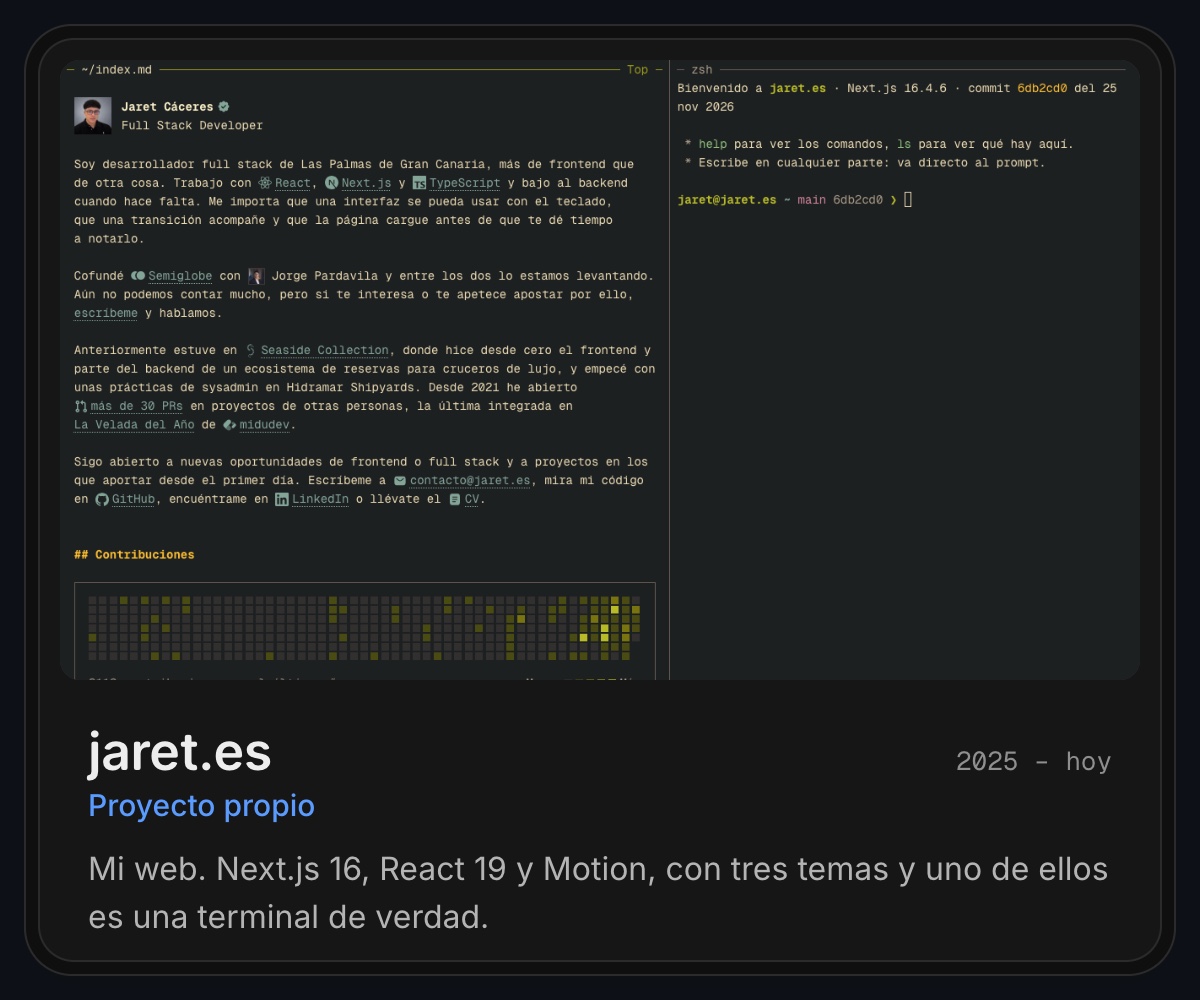 ~/index.md
Top
Jaret Cáceres
Full Stack Developer
Soy desarrollador full stack de Las Palmas de Gran Canaria, más de frontend que
de otra cosa. Trabajo con React, Next.js y TypeScript y bajo al backend
cuando hace falta. Me importa que una interfaz se pueda usar con el teclado,
que una transición acompañe y que la página cargue antes de que te dé tiempo
a notarlo.
Cofundé Semiglobe con Jorge Pardavila y entre los dos lo estamos levantando.
Aún no podemos contar mucho, pero si te interesa o te apetece apostar por ello,
escríbeme y hablamos.
Anteriormente estuve en Seaside Collection, donde hice desde cero el frontend y
parte del backend de un ecosistema de reservas para cruceros de lujo, y empecé con
unas prácticas de sysadmin en Hidramar Shipyards. Desde 2021 he abierto
más de 30 PRs en proyectos de otras personas, la última integrada en
La Velada del Año de midudev.
Sigo abierto a nuevas oportunidades de frontend o full stack y a proyectos en los
que aportar desde el primer día. Escríbeme a contacto@jaret.es, mira mi código
en GitHub, encuéntrame en LinkedIn o llévate el CV.
## Contribuciones
zsh
Bienvenido a jaret.es · Next.js 16.4.6 · commit 6db2cd0 del 25
nov 2026
* help para ver los comandos, ls para ver qué hay aquí.
* Escribe en cualquier parte: va directo al prompt.
jaret@jaret.es ~ main 6db2cd0 ❯
jaret.es
2025 – hoy
Proyecto propio
Mi web. Next.js 16, React 19 y Motion, con tres temas y uno de ellos
es una terminal de verdad.